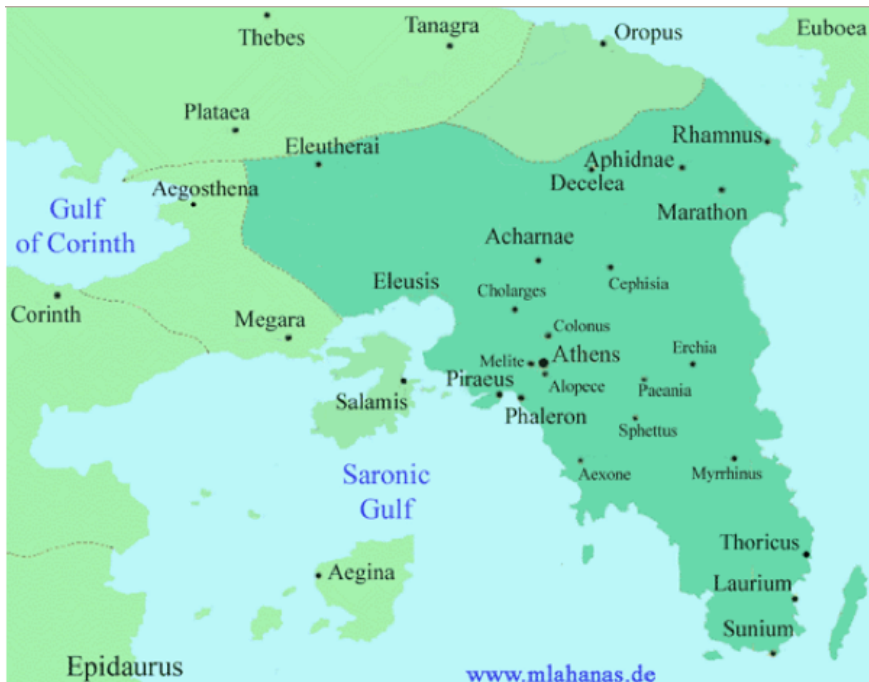 Thebes
Tanagra
Oropus
Euboea
Plataea
Eleutherai
Rhamnus
Aphidnae
Decelea
Aegosthena
Marathon
Gulf
of Corinth
Acharnae
Cephisia
Eleusis
Cholarges
Corinth
Megara
Colonus
Melite
Athens
Erchia
Piraeus
Alopece
Paeania
Salamis
Phaleron
Sphettus
Saronic
Gulf
Aexone
Myrrhinus
Thoricus
Aegina
Laurium
Sunium
Epidaurus
www.mlahanas.de